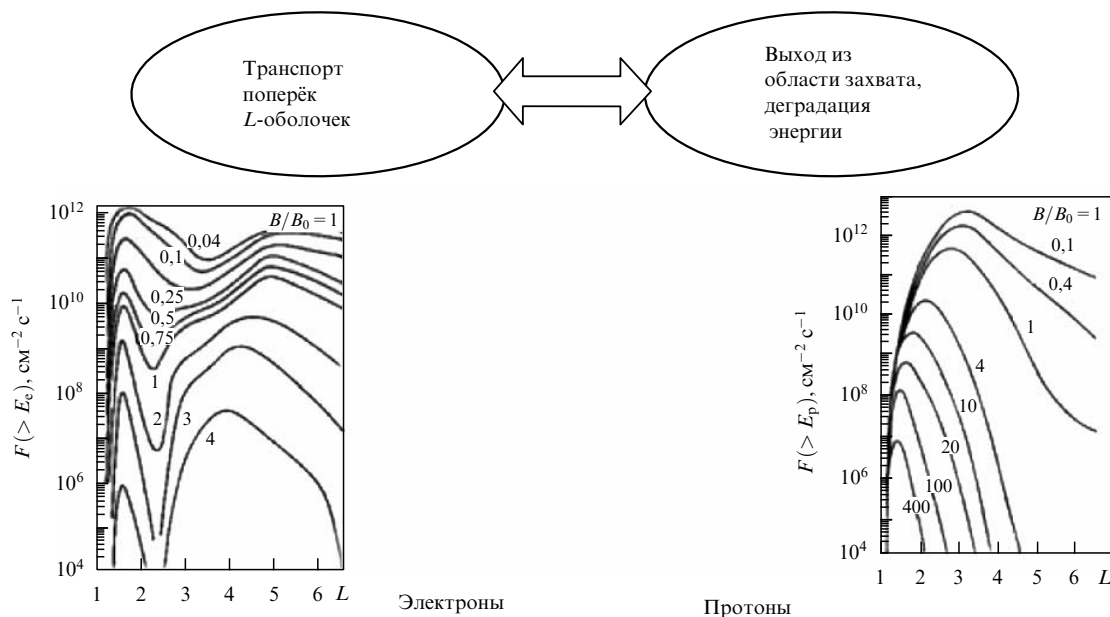 Транспорт
поперёк
L-оболочек
Выход из
области захвата,
деградация
энергии
F(> Eₑ), см⁻² с⁻¹
10¹²
10¹⁰
10⁸
10⁶
10⁴
B/B₀ = 1
0,04
0,1
0,25
0,5
0,75
1
2
3
4
1 2 3 4 5 6 L
Электроны
F(> Eₚ), см⁻² с⁻¹
10¹²
10¹⁰
10⁸
10⁶
10⁴
B/B₀ = 1
0,1
0,4
1
4
10
20
100
400
1 2 3 4 5 6 L
Протоны